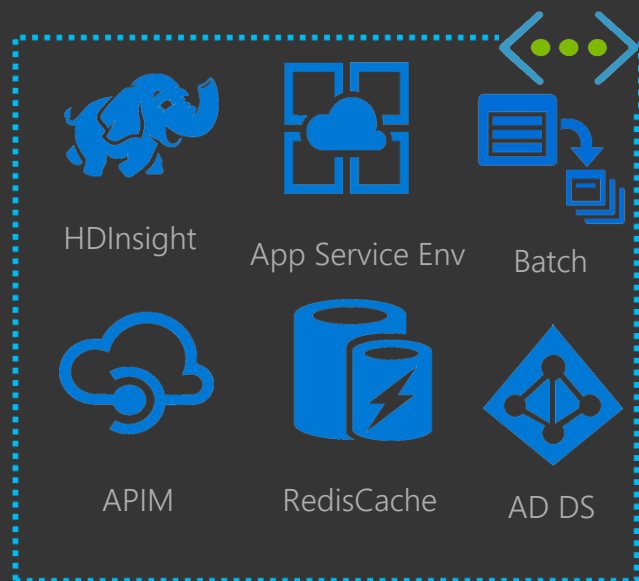 HDInsight
App Service Env
Batch
APIM
RedisCache
AD DS